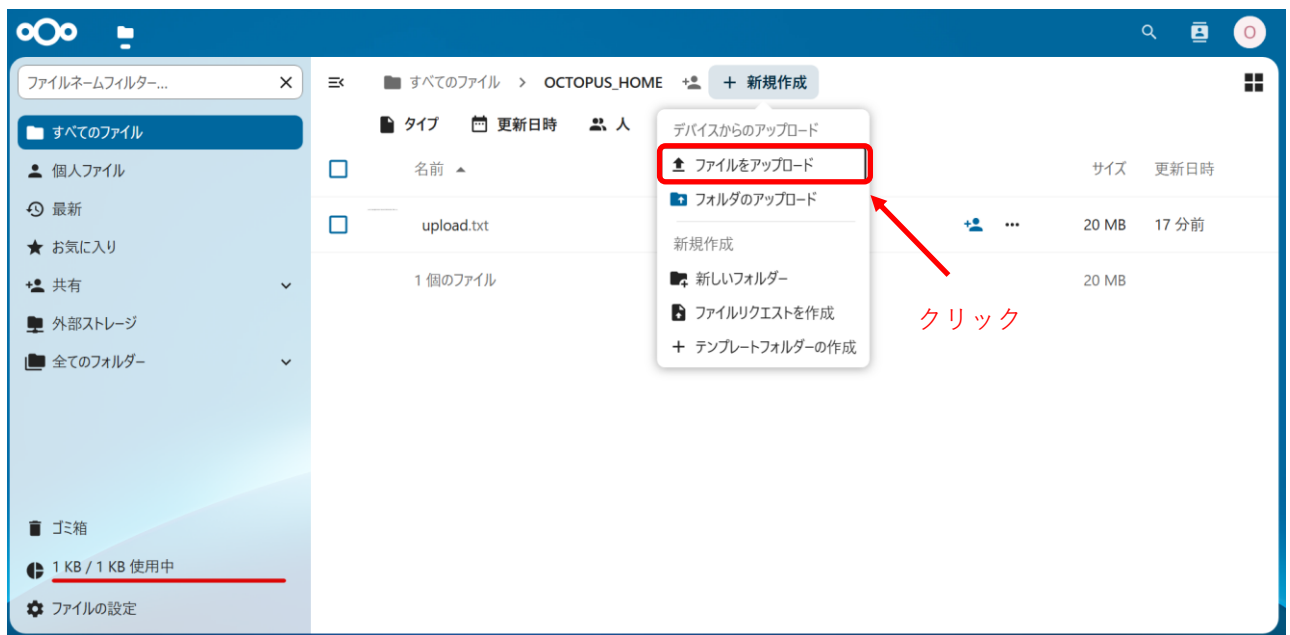 O
ファイルネームフィルター...
すべてのファイル
個人ファイル
最新
お気に入り
共有
外部ストレージ
全てのフォルダー
ゴミ箱
1 KB / 1 KB 使用中
ファイルの設定
すべてのファイル > OCTOPUS_HOME + 新規作成
タイプ 更新日時 人
名前 サイズ 更新日時
upload.txt 20 MB 17 分前
1 個のファイル 20 MB
デバイスからのアップロード
ファイルをアップロード
フォルダのアップロード
新規作成
新しいフォルダー
ファイルリクエストを作成
テンプレートフォルダーの作成
クリック